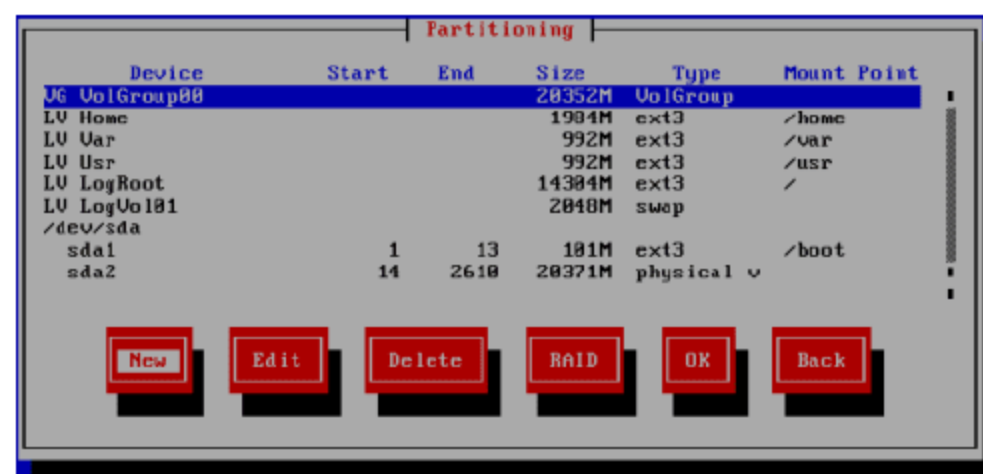 Partitioning
Device Start End Size Type Mount Point
VG VolGroup00 20352M VolGroup
LV Home 1984M ext3 /home
LV Var 992M ext3 /var
LV Usr 992M ext3 /usr
LV LogRoot 14304M ext3 /
LV LogVol01 2048M swap
/dev/sda
sda1 1 13 101M ext3 /boot
sda2 14 2610 20371M physical v
New Edit Delete RAID OK Back